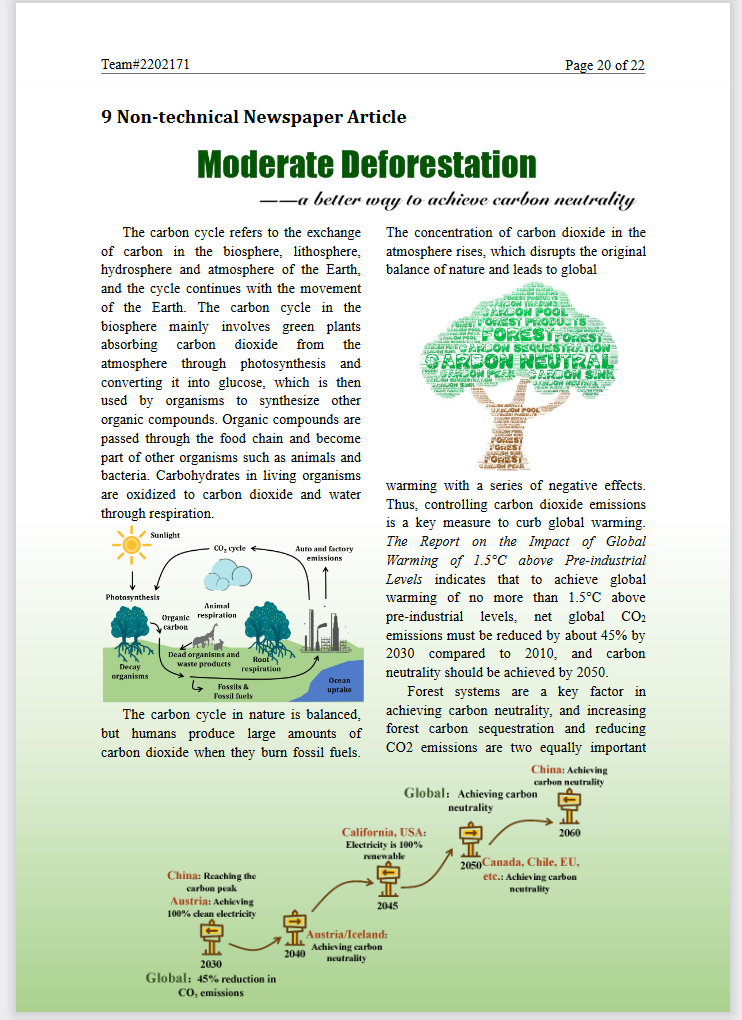 Team#2202171
Page 20 of 22
9 Non-technical Newspaper Article
Moderate Deforestation
——a better way to achieve carbon neutrality
The carbon cycle refers to the exchange
of carbon in the biosphere, lithosphere,
hydrosphere and atmosphere of the Earth,
and the cycle continues with the movement
of the Earth. The carbon cycle in the
biosphere mainly involves green plants
absorbing carbon dioxide from the
atmosphere through photosynthesis and
converting it into glucose, which is then
used by organisms to synthesize other
organic compounds. Organic compounds are
passed through the food chain and become
part of other organisms such as animals and
bacteria. Carbohydrates in living organisms
are oxidized to carbon dioxide and water
through respiration.
Sunlight
CO₂ cycle
Auto and factory
emissions
Photosynthesis
Organic
carbon
Animal
respiration
Dead organisms and
waste products
Root
respiration
Decay
organisms
Fossils &
Fossil fuels
Ocean
uptake
The carbon cycle in nature is balanced,
but humans produce large amounts of
carbon dioxide when they burn fossil fuels.
The concentration of carbon dioxide in the
atmosphere rises, which disrupts the original
balance of nature and leads to global
CARBON POOL
FOREST PRODUCTS
FOREST
FOREST
CARBON SEQUESTRATION
CARBON NEUTRAL
CARBON PEAK
CARBON SINK
CARBON POOL
FOREST
FOREST
FOREST
CARBON PEAK
warming with a series of negative effects.
Thus, controlling carbon dioxide emissions
is a key measure to curb global warming.
The Report on the Impact of Global
Warming of 1.5°C above Pre-industrial
Levels indicates that to achieve global
warming of no more than 1.5°C above
pre-industrial levels, net global CO₂
emissions must be reduced by about 45% by
2030 compared to 2010, and carbon
neutrality should be achieved by 2050.
Forest systems are a key factor in
achieving carbon neutrality, and increasing
forest carbon sequestration and reducing
CO2 emissions are two equally important
China: Reaching the
carbon peak
Austria: Achieving
100% clean electricity
2030
Global: 45% reduction in
CO₂ emissions
2040
Austria/Iceland:
Achieving carbon
neutrality
California, USA:
Electricity is 100%
renewable
2045
Global: Achieving carbon
neutrality
2050
Canada, Chile, EU,
etc.: Achieving carbon
neutrality
China: Achieving
carbon neutrality
2060